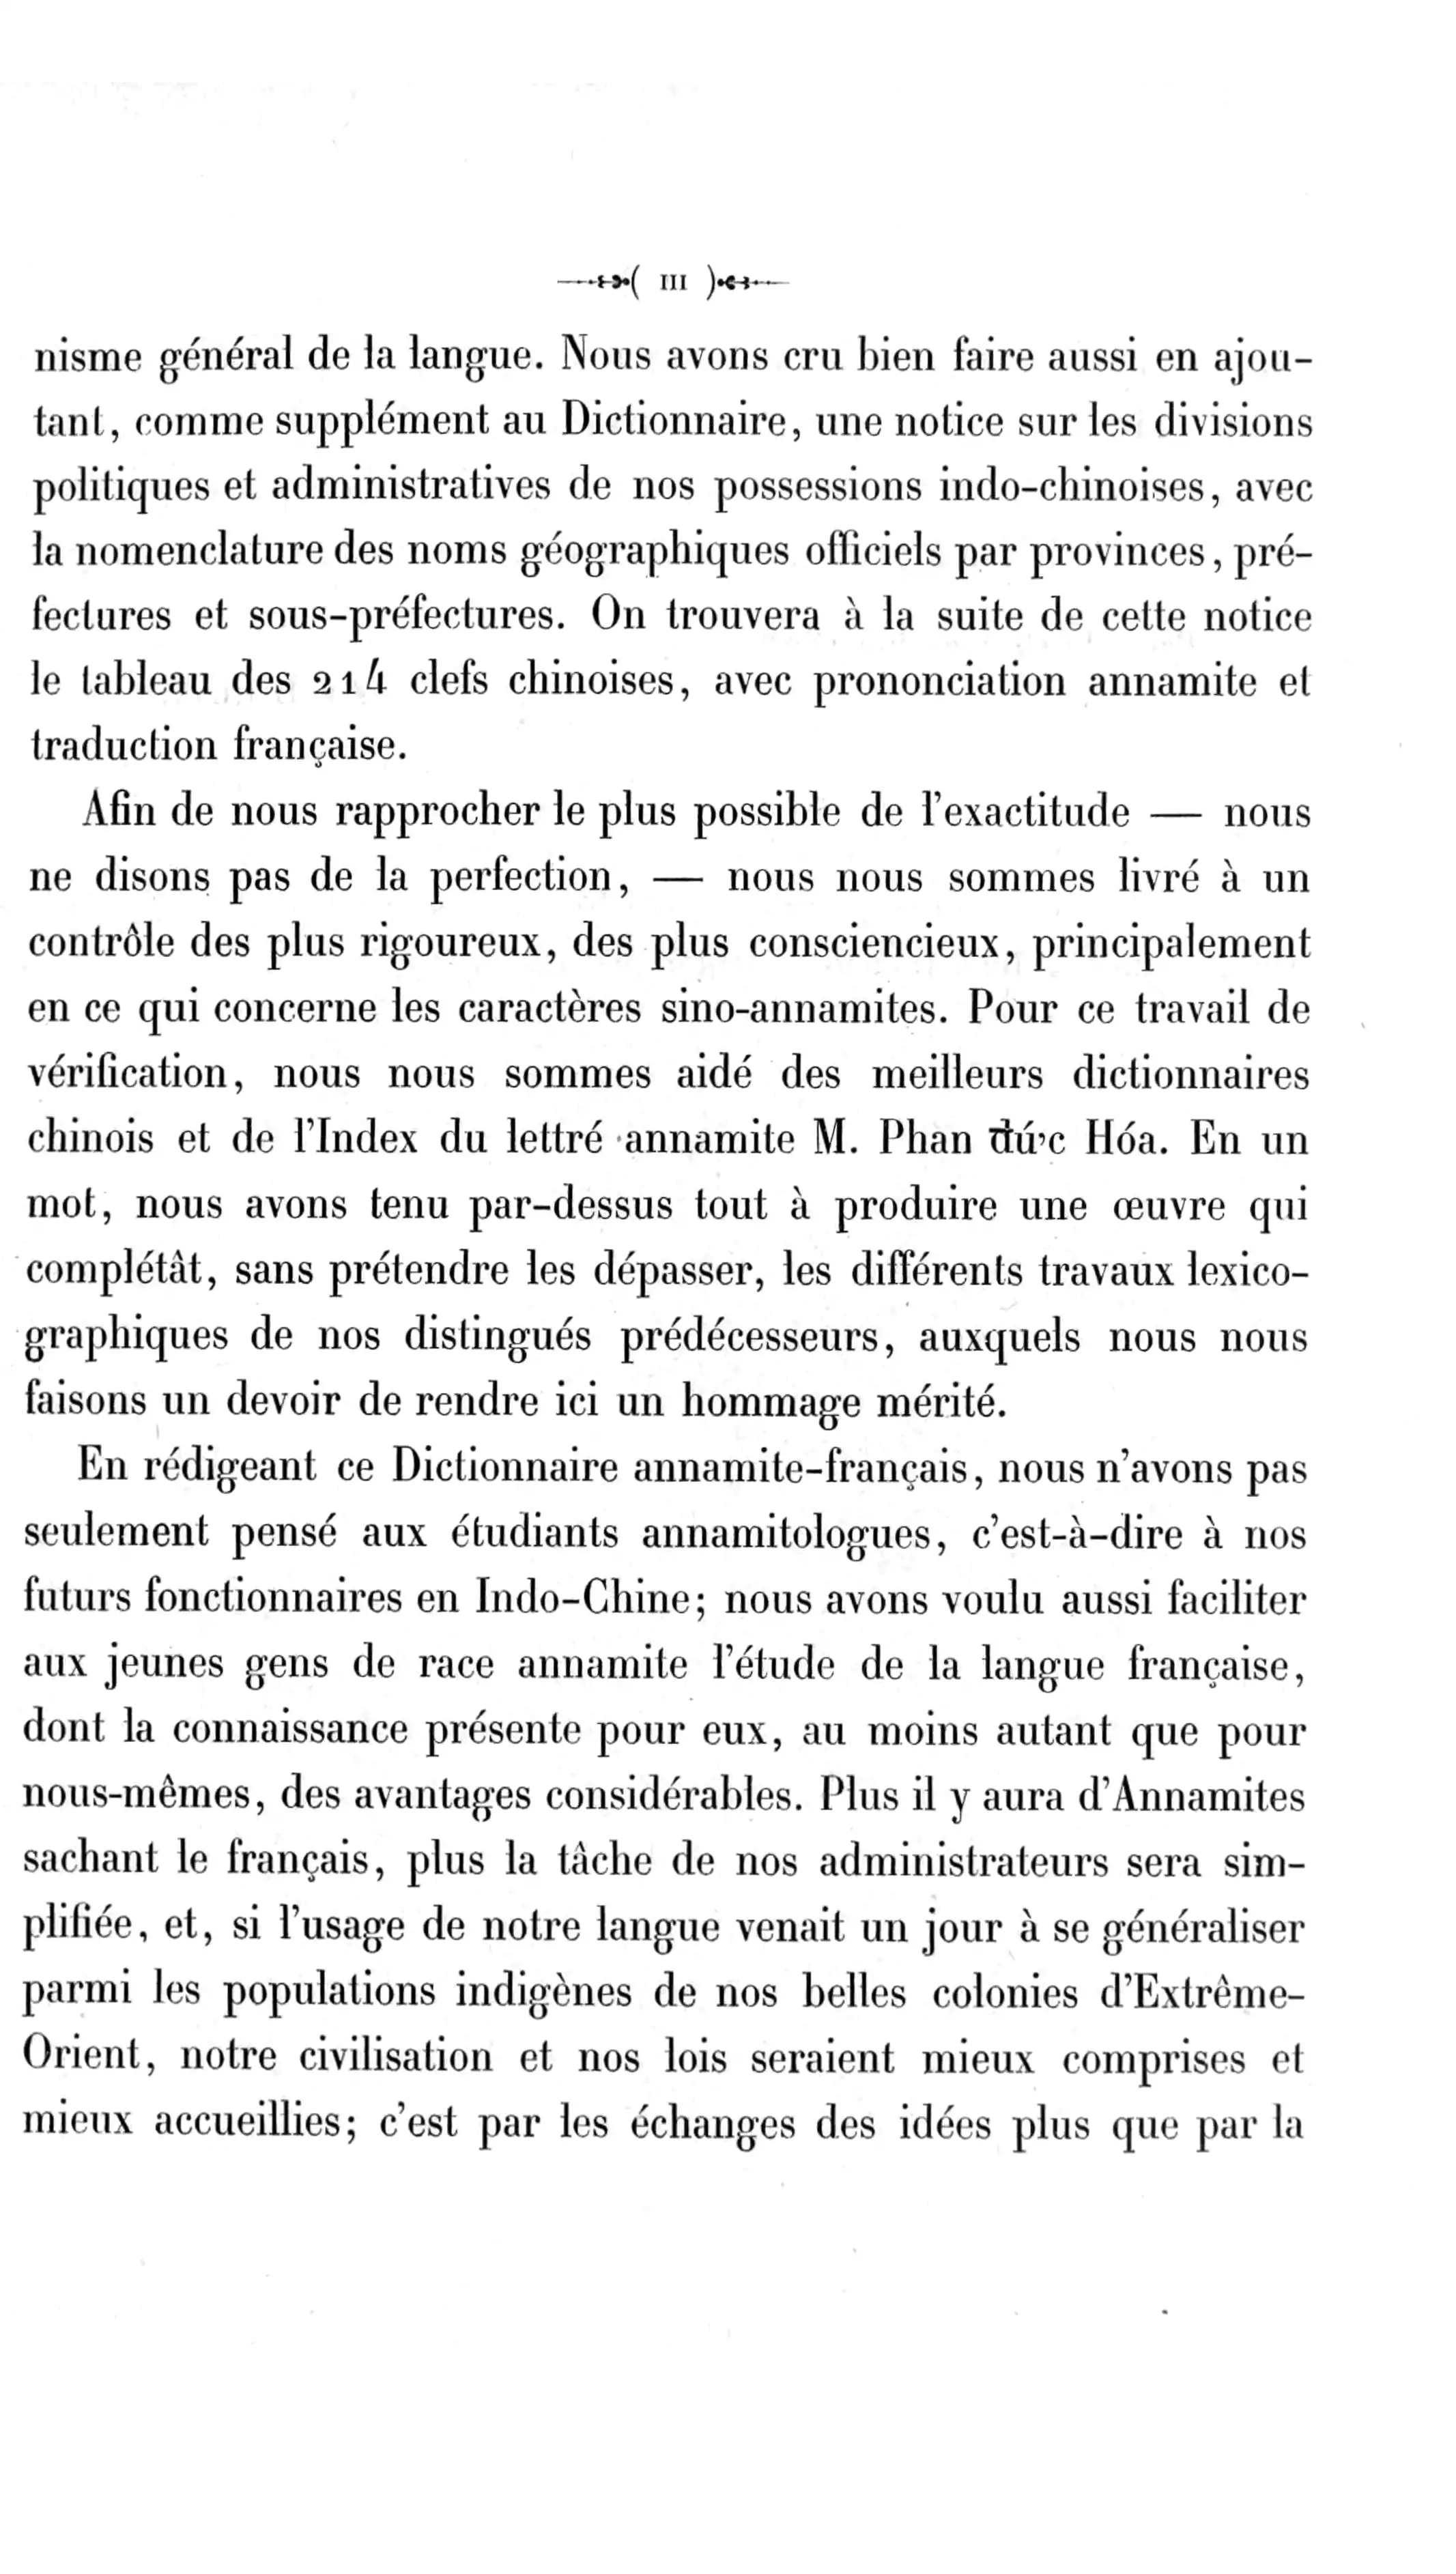 ( III )
nisme général de la langue. Nous avons cru bien faire aussi en ajou-
tant, comme supplément au Dictionnaire, une notice sur les divisions
politiques et administratives de nos possessions indo-chinoises, avec
la nomenclature des noms géographiques officiels par provinces, pré-
fectures et sous-préfectures. On trouvera à la suite de cette notice
le tableau des 214 clefs chinoises, avec prononciation annamite et
traduction française.
Afin de nous rapprocher le plus possible de l'exactitude — nous
ne disons pas de la perfection, — nous nous sommes livré à un
contrôle des plus rigoureux, des plus consciencieux, principalement
en ce qui concerne les caractères sino-annamites. Pour ce travail de
vérification, nous nous sommes aidé des meilleurs dictionnaires
chinois et de l'Index du lettré annamite M. Phan đức Hóa. En un
mot, nous avons tenu par-dessus tout à produire une œuvre qui
complétât, sans prétendre les dépasser, les différents travaux lexico-
graphiques de nos distingués prédécesseurs, auxquels nous nous
faisons un devoir de rendre ici un hommage mérité.
En rédigeant ce Dictionnaire annamite-français, nous n'avons pas
seulement pensé aux étudiants annamitologues, c'est-à-dire à nos
futurs fonctionnaires en Indo-Chine; nous avons voulu aussi faciliter
aux jeunes gens de race annamite l'étude de la langue française,
dont la connaissance présente pour eux, au moins autant que pour
nous-mêmes, des avantages considérables. Plus il y aura d'Annamites
sachant le français, plus la tâche de nos administrateurs sera sim-
plifiée, et, si l'usage de notre langue venait un jour à se généraliser
parmi les populations indigènes de nos belles colonies d'Extrême-
Orient, notre civilisation et nos lois seraient mieux comprises et
mieux accueillies; c'est par les échanges des idées plus que par la